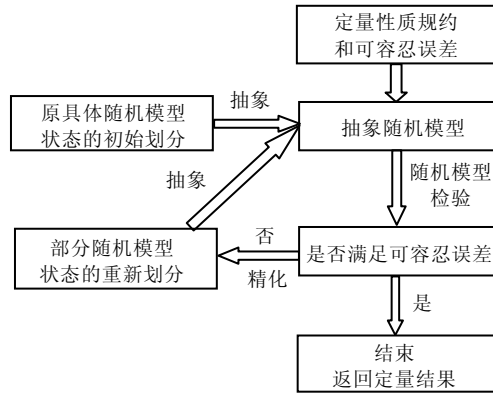 定量性质规约
和可容忍误差
原具体随机模型
状态的初始划分
抽象
抽象随机模型
抽象
随机模型
检验
部分随机模型
状态的重新划分
否
精化
是否满足可容忍误差
是
结束
返回定量结果